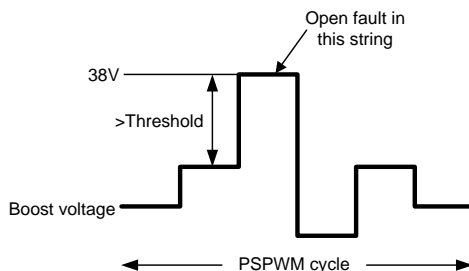 Open fault in
this string
38V
>Threshold
Boost voltage
PSPWM cycle